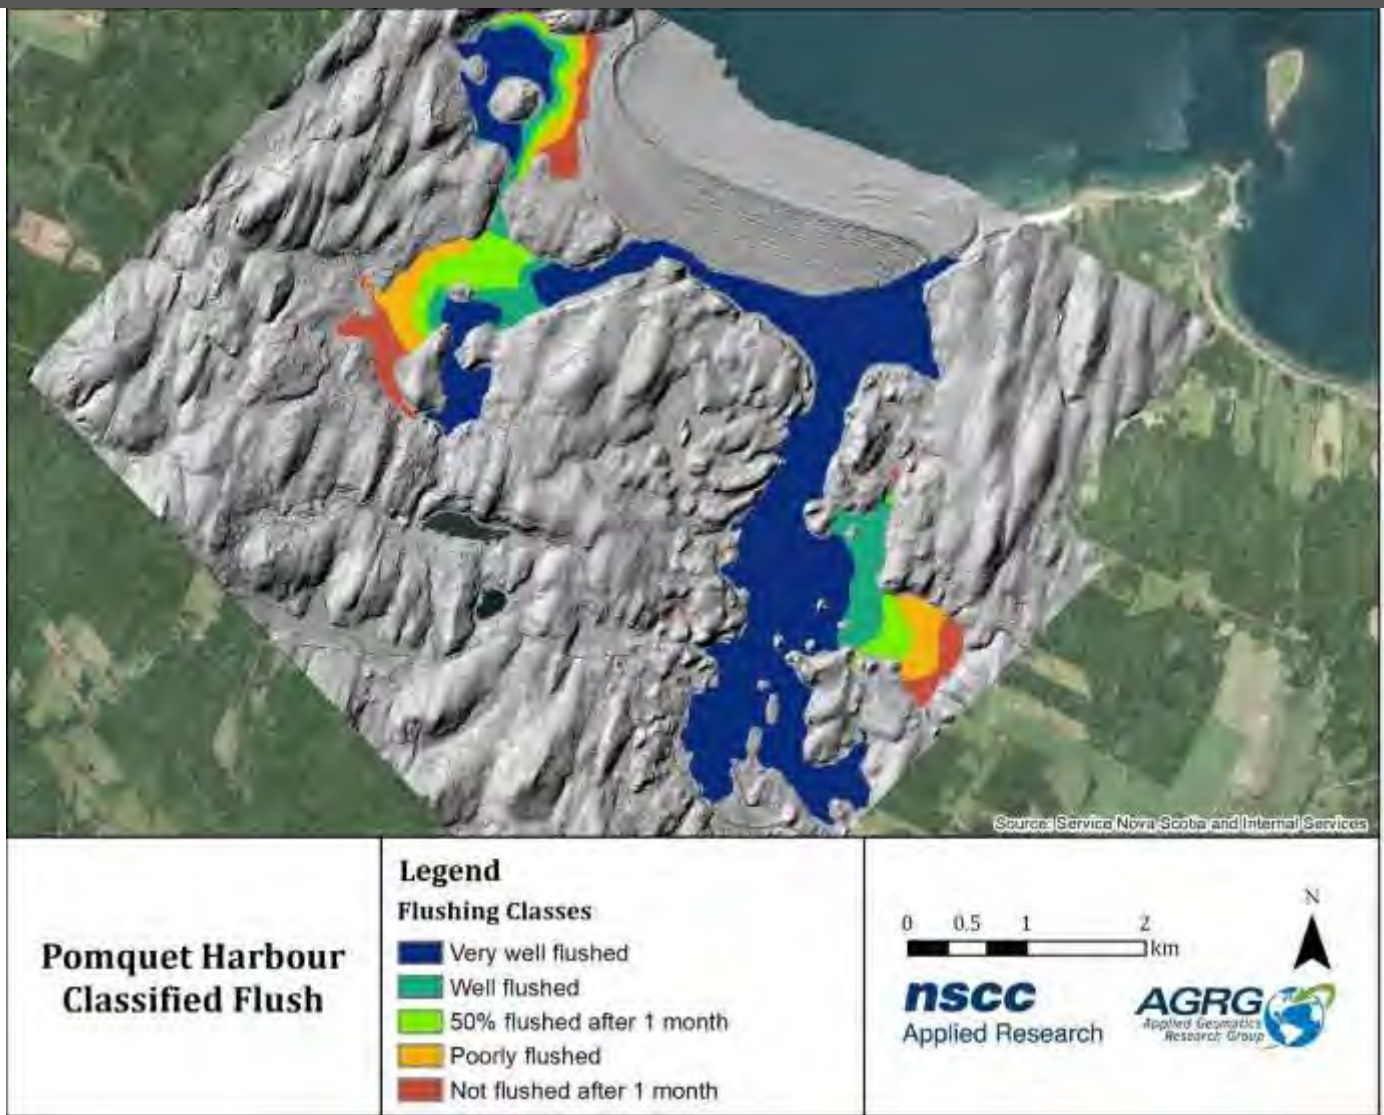 Source: Service Nova Scotia and Internal Services
Pomquet Harbour
Classified Flush
Legend
Flushing Classes
Very well flushed
Well flushed
50% flushed after 1 month
Poorly flushed
Not flushed after 1 month
0 0.5 1 2
km
N
nscc
Applied Research
AGRG
Applied Geomatics
Research Group